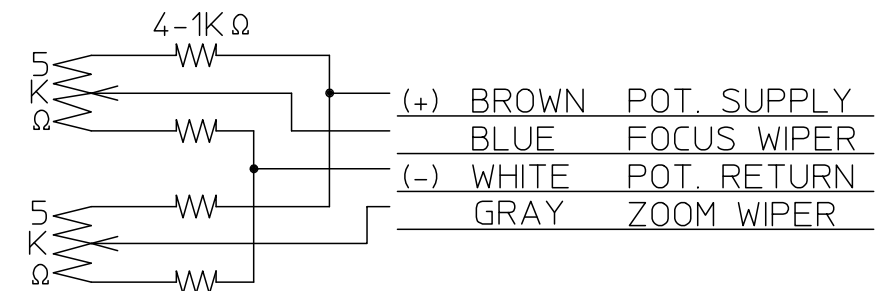 4-1K Ω
5
K
Ω
(+) BROWN POT. SUPPLY
BLUE FOCUS WIPER
(-) WHITE POT. RETURN
GRAY ZOOM WIPER
5
K
Ω